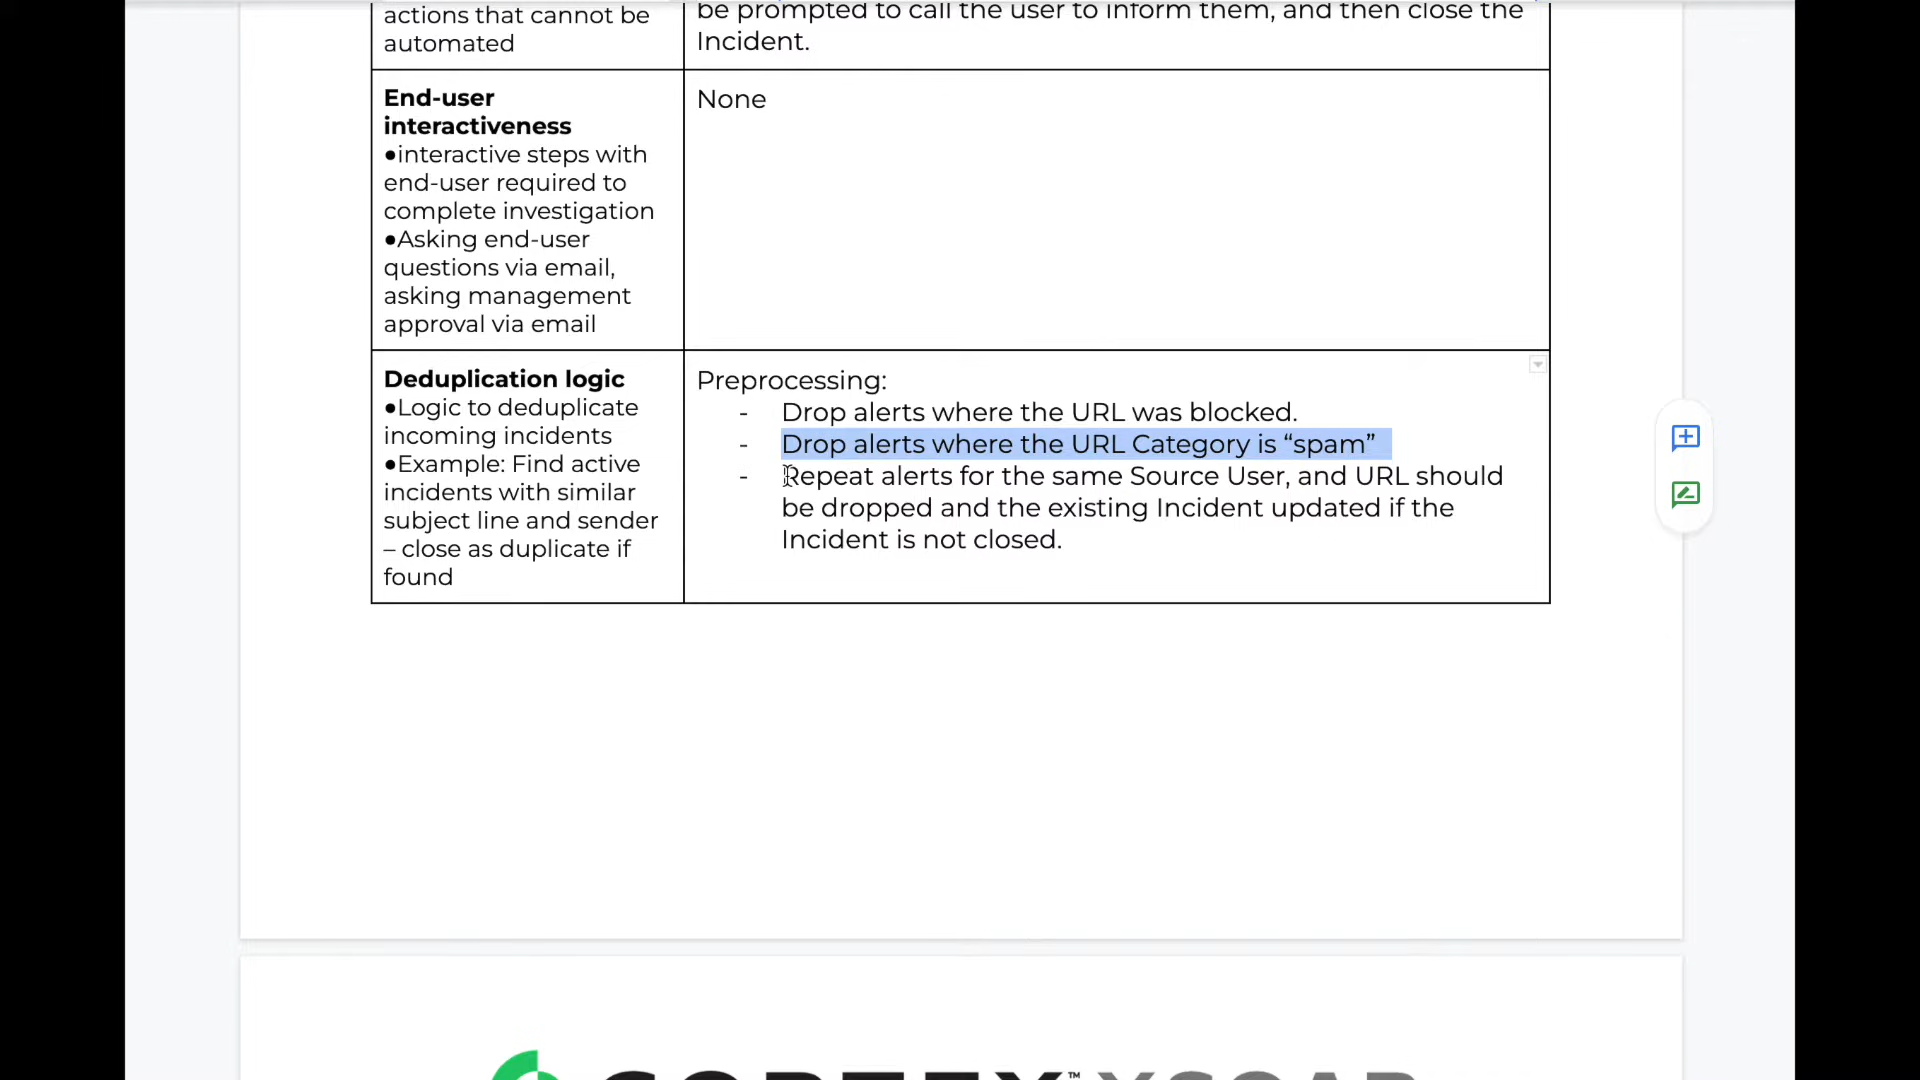 actions that cannot be
automated
be prompted to call the user to inform them, and then close the
Incident.
End-user
interactiveness
●interactive steps with
end-user required to
complete investigation
●Asking end-user
questions via email,
asking management
approval via email
None
Deduplication logic
●Logic to deduplicate
incoming incidents
●Example: Find active
incidents with similar
subject line and sender
– close as duplicate if
found
Preprocessing:
- Drop alerts where the URL was blocked.
- Drop alerts where the URL Category is “spam”
- Repeat alerts for the same Source User, and URL should
be dropped and the existing Incident updated if the
Incident is not closed.
CORTEX™ XSOAR